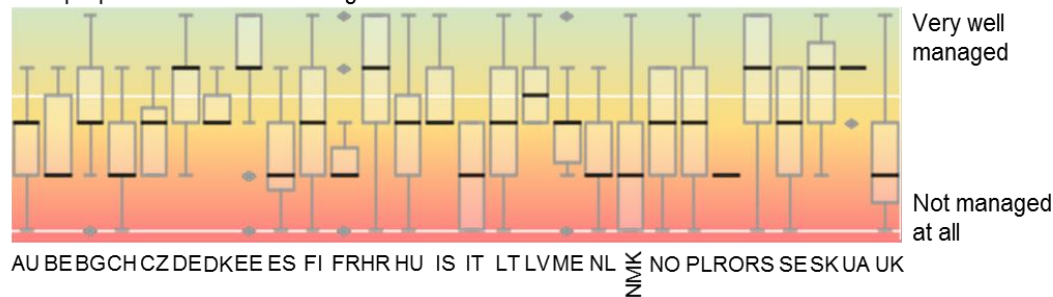 Very well
managed
Not managed
at all
AU BE BG CH CZ DE DK EE ES FI FR HR HU IS IT LT LV ME NL NMK NO PL RO RS SE SK UA UK